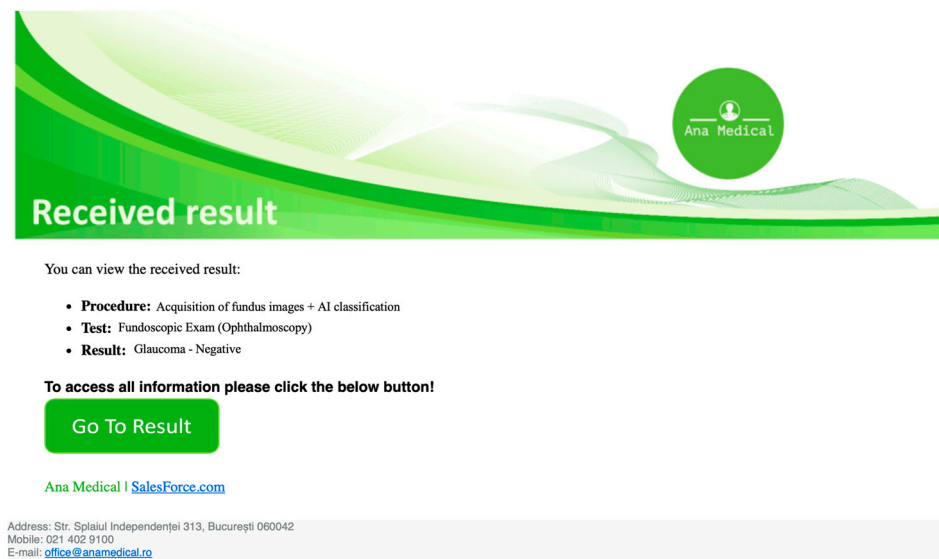 Ana Medical
Received result
You can view the received result:
• Procedure: Acquisition of fundus images + AI classification
• Test: Fundoscopic Exam (Ophthalmoscopy)
• Result: Glaucoma - Negative
To access all information please click the below button!
Go To Result
Ana Medical | SalesForce.com
Address: Str. Splaiul Independenței 313, București 060042
Mobile: 021 402 9100
E-mail: office@anamedical.ro